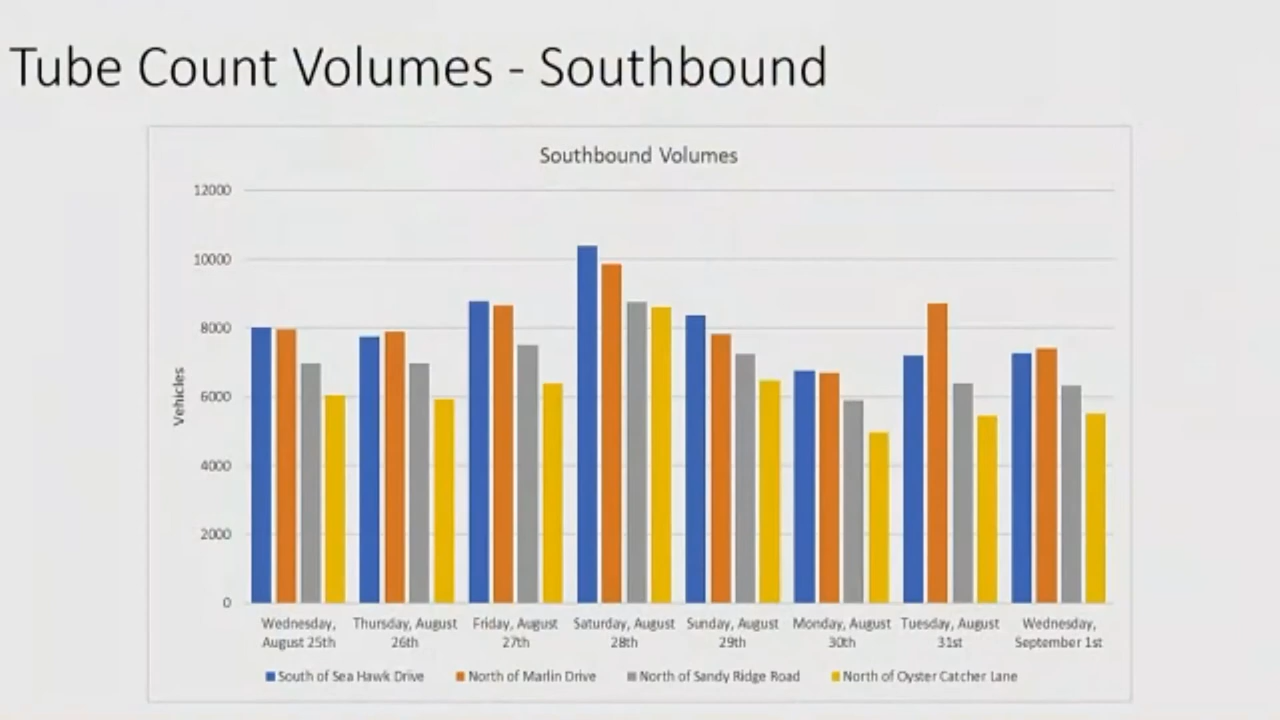 Tube Count Volumes - Southbound
Southbound Volumes
12000
10000
8000
6000
4000
2000
0
Vehicles
Wednesday, August 25th
Thursday, August 26th
Friday, August 27th
Saturday, August 28th
Sunday, August 29th
Monday, August 30th
Tuesday, August 31st
Wednesday, September 1st
South of Sea Hawk Drive
North of Marlin Drive
North of Sandy Ridge Road
North of Oyster Catcher Lane